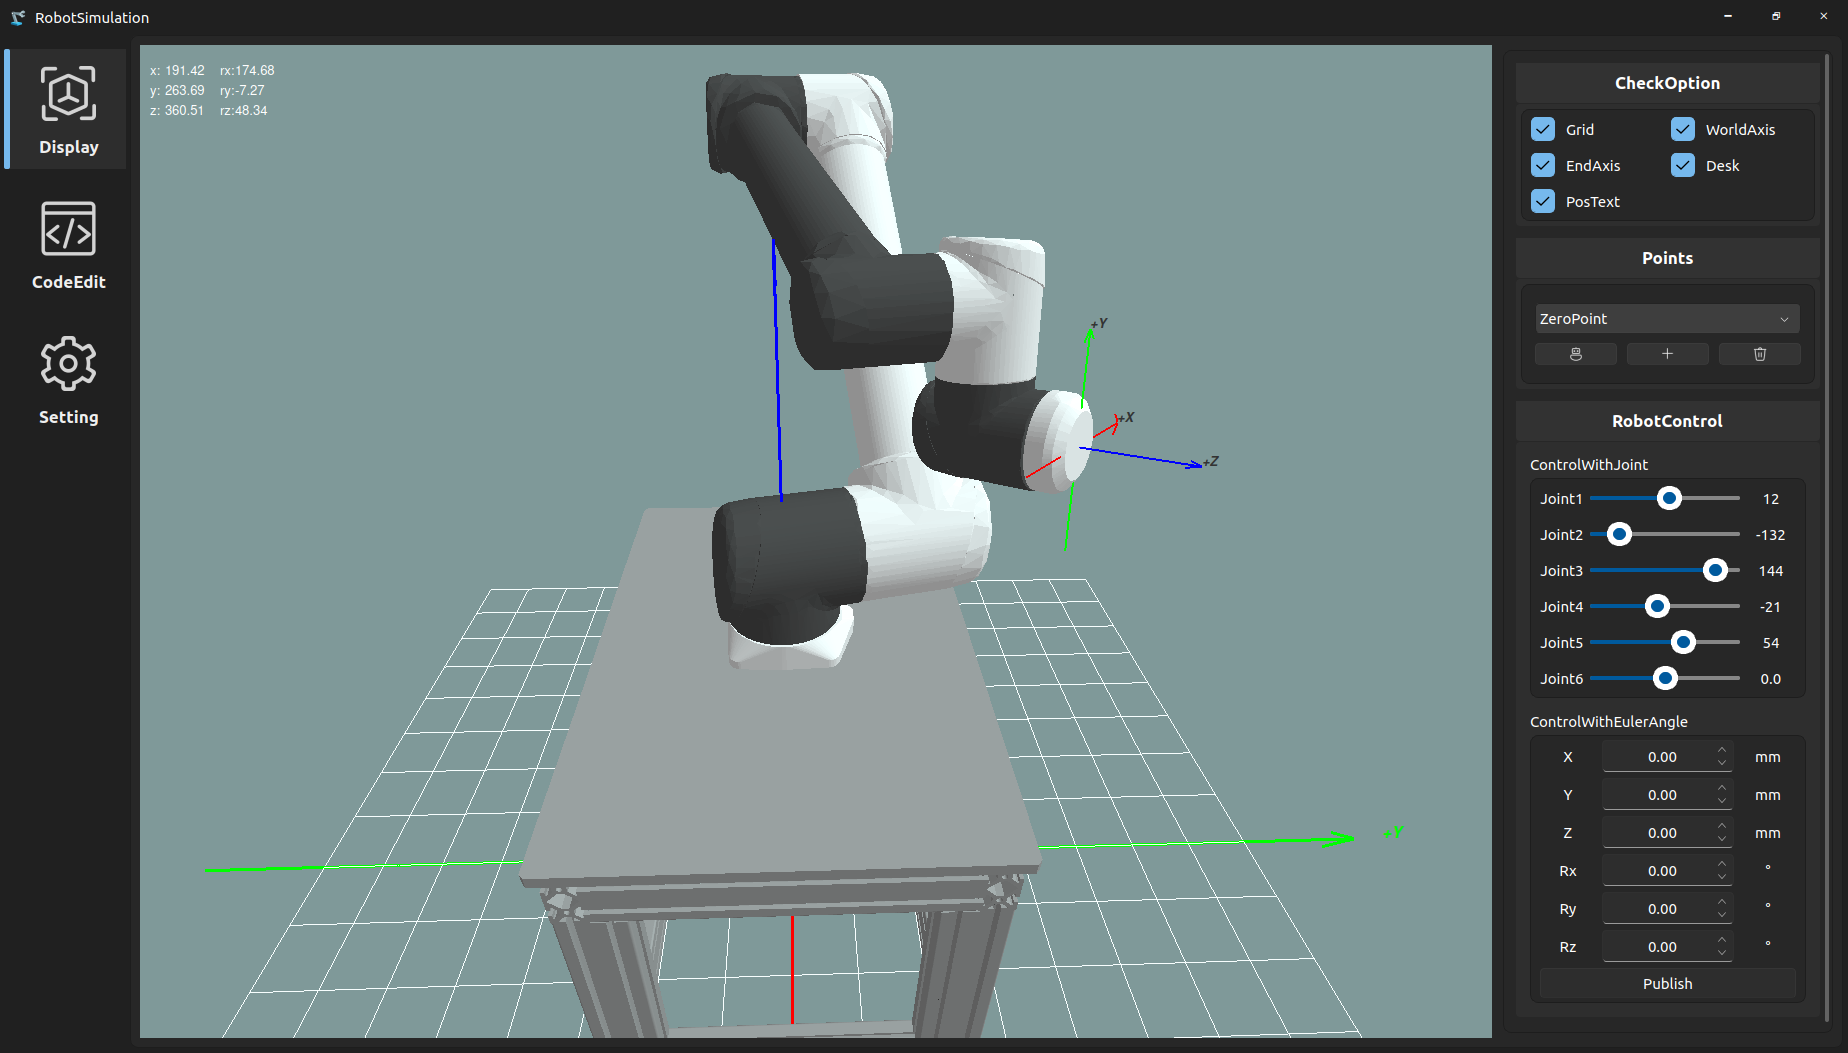 RobotSimulation
Display
CodeEdit
Setting
x: 191.42 rx:174.68
y: 263.69 ry:-7.27
z: 360.51 rz:48.34
+Y
+X
+Z
+Y
CheckOption
Grid WorldAxis
EndAxis Desk
PosText
Points
ZeroPoint
RobotControl
ControlWithJoint
Joint1 12
Joint2 -132
Joint3 144
Joint4 -21
Joint5 54
Joint6 0.0
ControlWithEulerAngle
X 0.00 mm
Y 0.00 mm
Z 0.00 mm
Rx 0.00 °
Ry 0.00 °
Rz 0.00 °
Publish